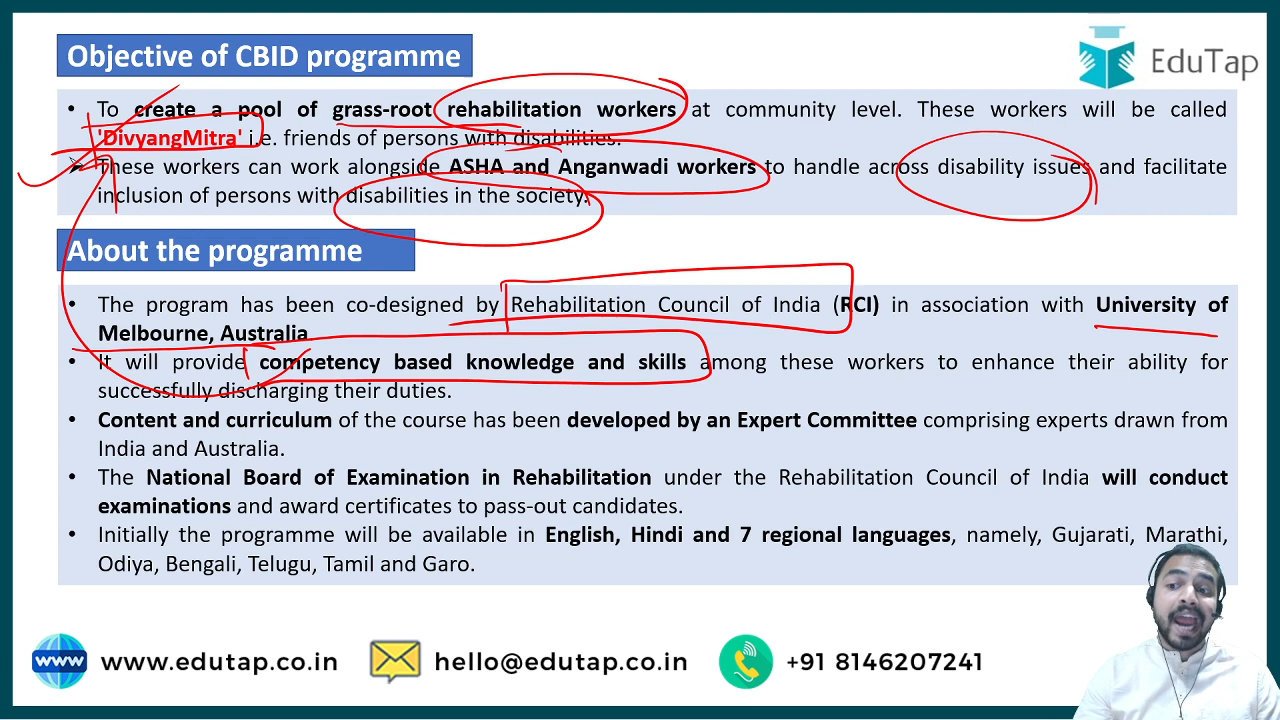 Objective of CBID programme
EduTap
• To create a pool of grass-root rehabilitation workers at community level. These workers will be called
'DivyangMitra' i.e. friends of persons with disabilities.
➢ These workers can work alongside ASHA and Anganwadi workers to handle across disability issues and facilitate
inclusion of persons with disabilities in the society.
About the programme
• The program has been co-designed by Rehabilitation Council of India (RCI) in association with University of
Melbourne, Australia.
• It will provide competency based knowledge and skills among these workers to enhance their ability for
successfully discharging their duties.
• Content and curriculum of the course has been developed by an Expert Committee comprising experts drawn from
India and Australia.
• The National Board of Examination in Rehabilitation under the Rehabilitation Council of India will conduct
examinations and award certificates to pass-out candidates.
• Initially the programme will be available in English, Hindi and 7 regional languages, namely, Gujarati, Marathi,
Odiya, Bengali, Telugu, Tamil and Garo.
www www.edutap.co.in hello@edutap.co.in +91 8146207241